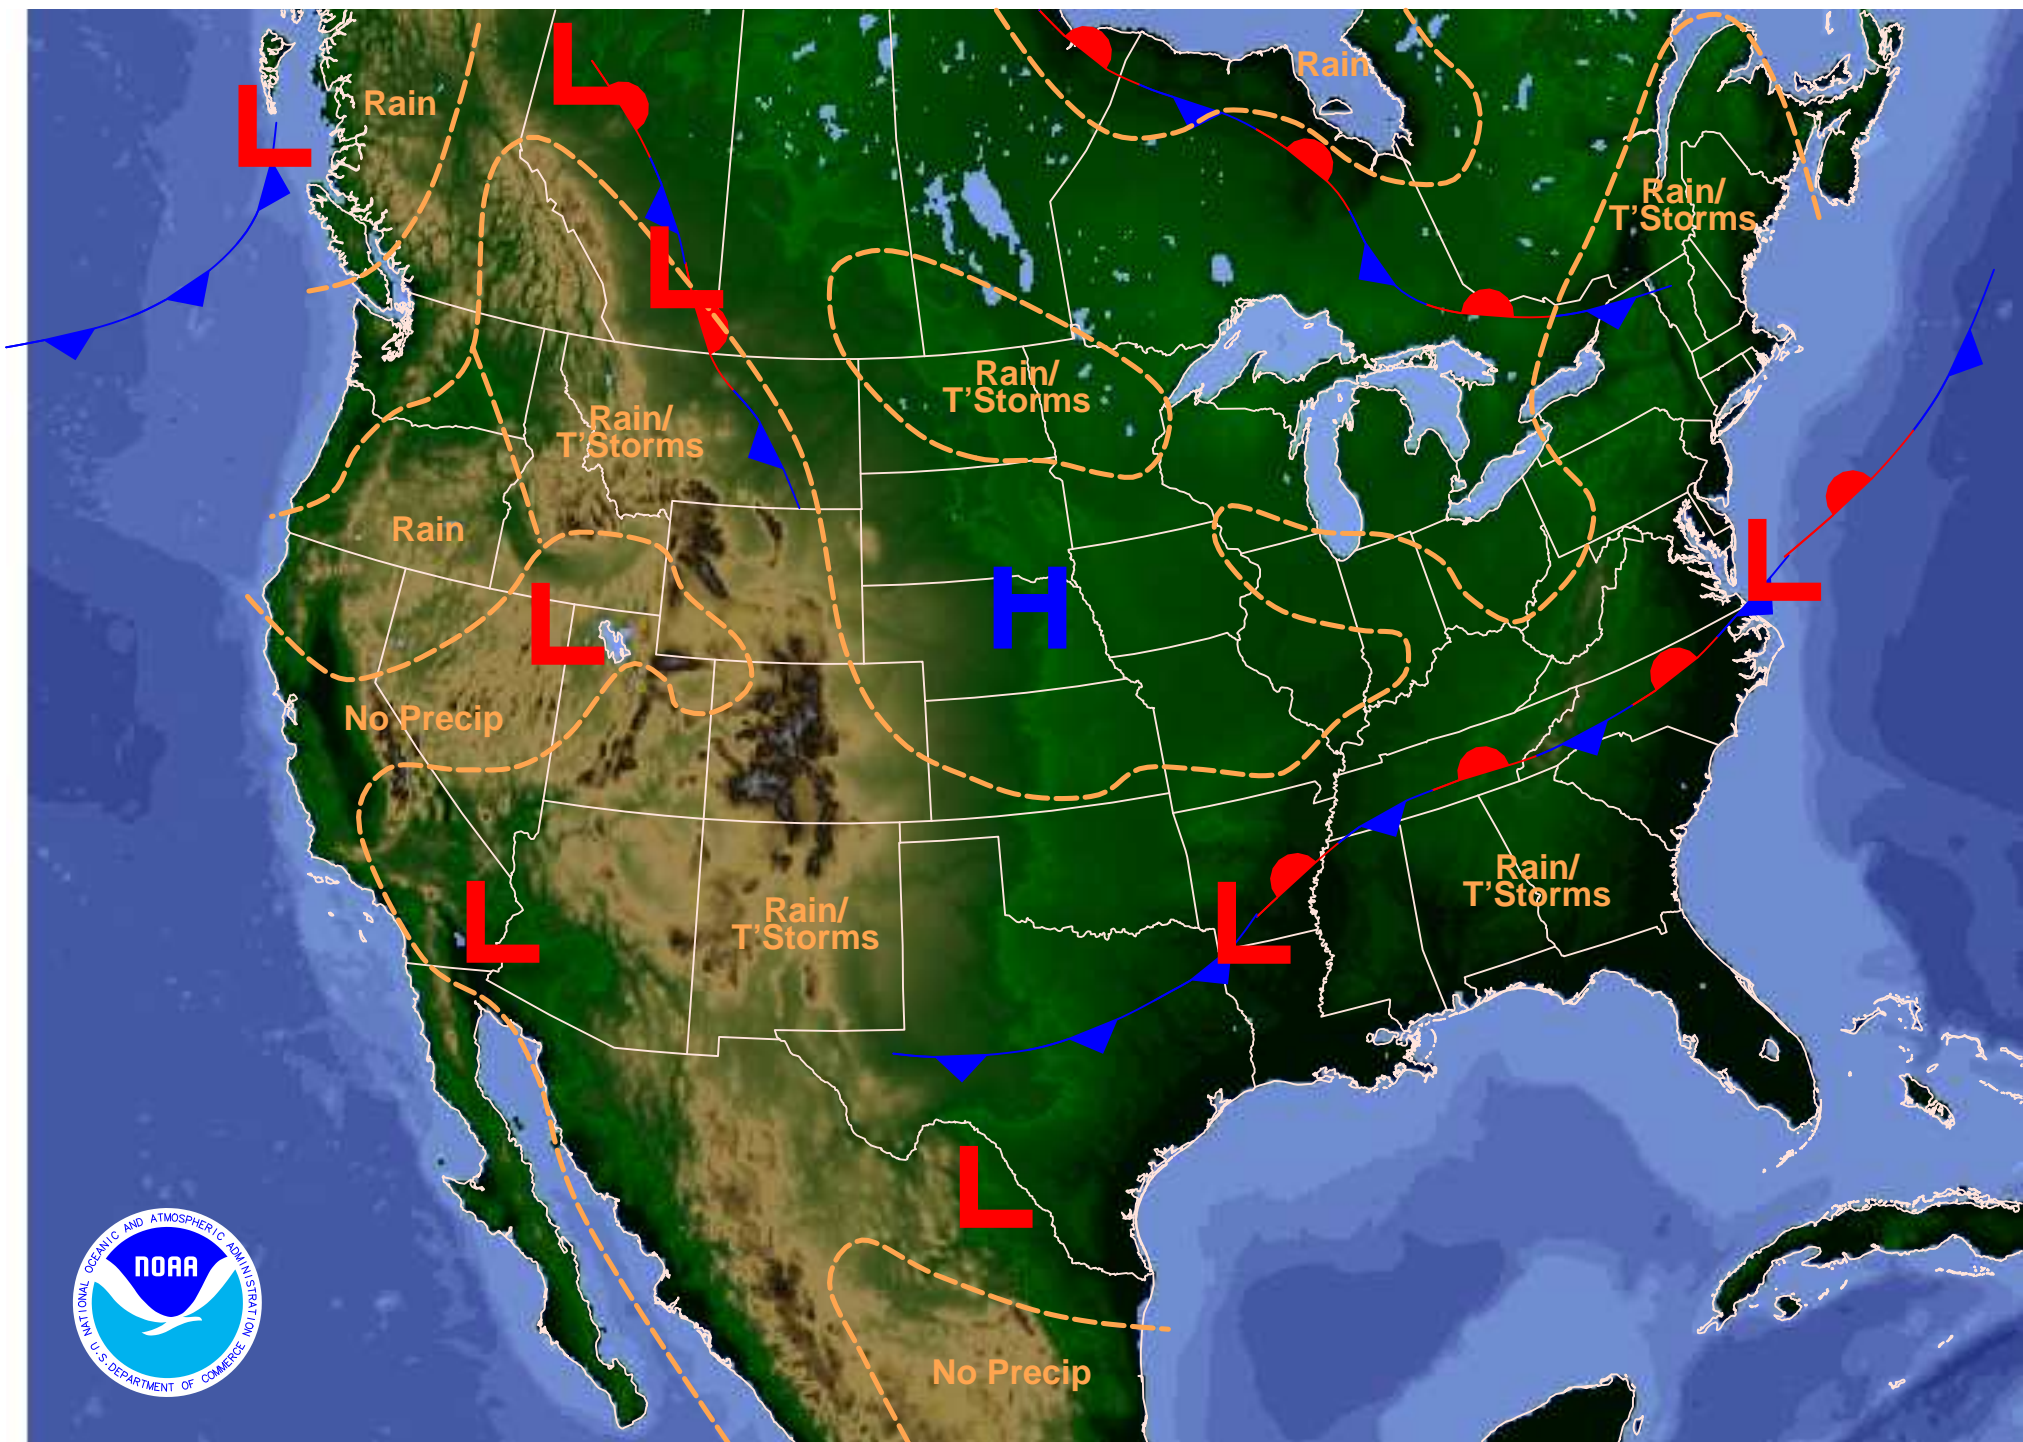 L
L
Rain
Rain
Rain/
T'Storms
L
Rain/
T'Storms
Rain/
T'Storms
Rain
L
H
L
No Precip
L
L
Rain/
T'Storms
Rain/
T'Storms
L
No Precip
NOAA
NATIONAL OCEANIC AND ATMOSPHERIC ADMINISTRATION
U.S. DEPARTMENT OF COMMERCE